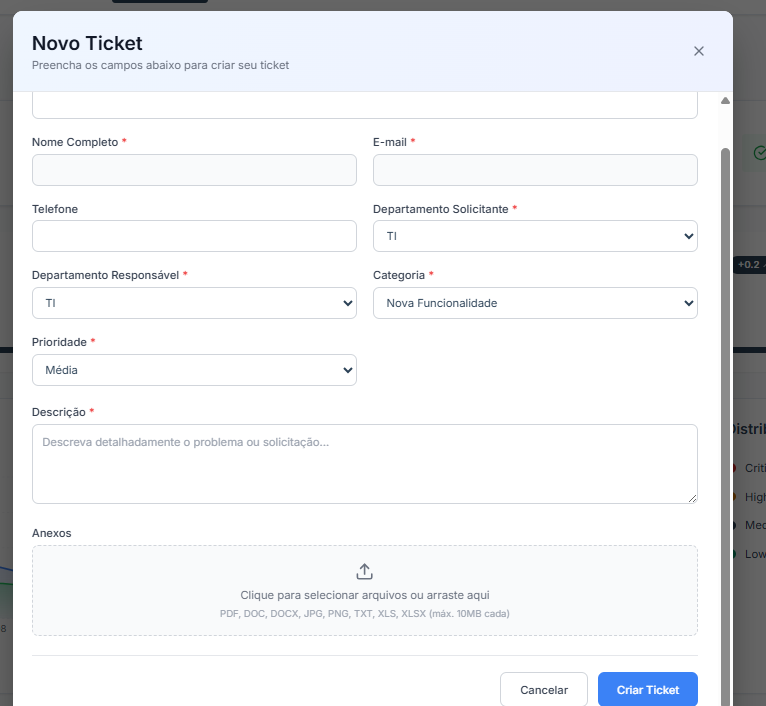 Novo Ticket
Preencha os campos abaixo para criar seu ticket
Nome Completo *
E-mail *
Telefone
Departamento Solicitante *
TI
+0.2
Departamento Responsável *
Categoria *
TI
Nova Funcionalidade
Prioridade *
Média
Descrição *
Descreva detalhadamente o problema ou solicitação...
Distrib
Criti
High
Med
Low
Anexos
Clique para selecionar arquivos ou arraste aqui
PDF, DOC, DOCX, JPG, PNG, TXT, XLS, XLSX (máx. 10MB cada)
8
Cancelar
Criar Ticket